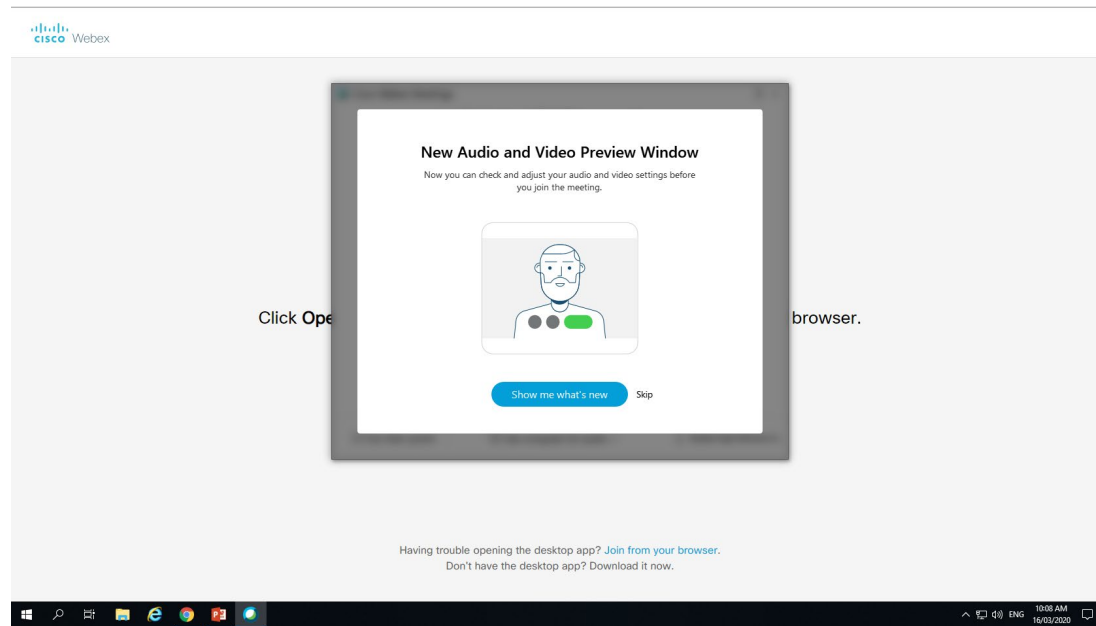 CISCO Webex
New Audio and Video Preview Window
Now you can check and adjust your audio and video settings before
you join the meeting.
Click Ope
browser.
Show me what's new Skip
Having trouble opening the desktop app? Join from your browser.
Don't have the desktop app? Download it now.
ENG
10:08 AM
16/03/2020